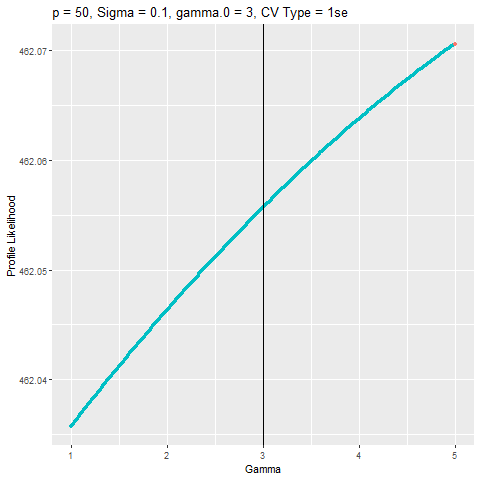 p = 50, Sigma = 0.1, gamma.0 = 3, CV Type = 1se
462.07
462.06
462.05
462.04
Profile Likelihood
1 2 3 4 5
Gamma